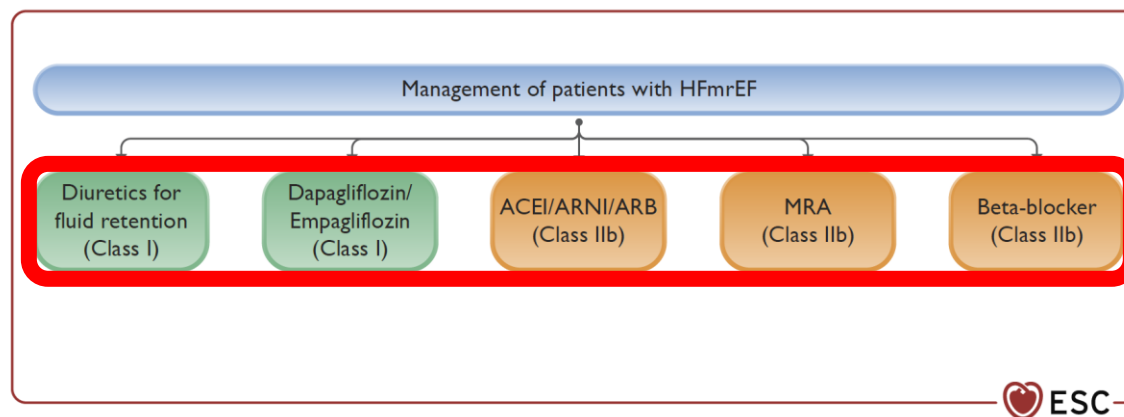 Management of patients with HFmrEF
Diuretics for
fluid retention
(Class I)
Dapagliflozin/
Empagliflozin
(Class I)
ACEI/ARNI/ARB
(Class IIb)
MRA
(Class IIb)
Beta-blocker
(Class IIb)
ESC